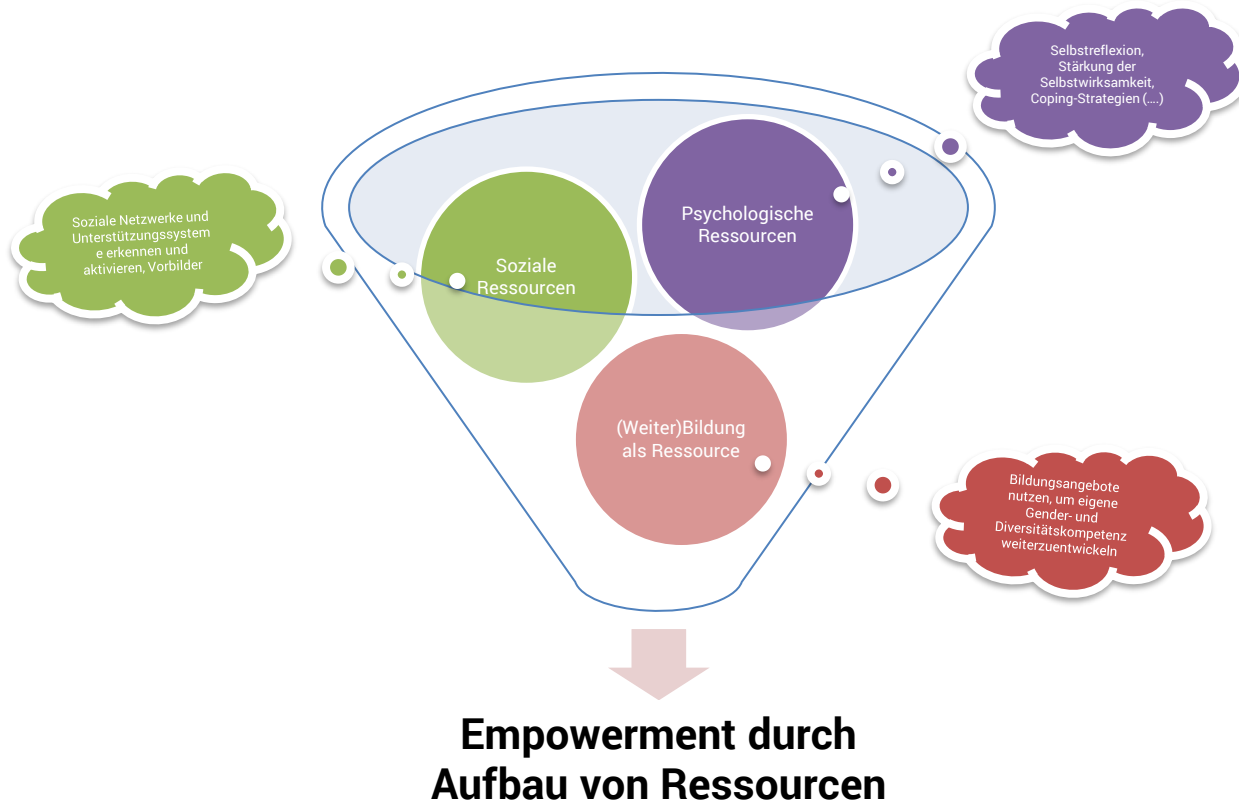 Selbstreflexion,
Stärkung der
Selbstwirksamkeit,
Coping-Strategien (....)
Psychologische
Ressourcen
Soziale Netzwerke und
Unterstützungssystem
e erkennen und
aktivieren, Vorbilder
Soziale
Ressourcen
(Weiter)Bildung
als Ressource
Bildungsangebote
nutzen, um eigene
Gender- und
Diversitätskompetenz
weiterzuentwickeln
Empowerment durch
Aufbau von Ressourcen